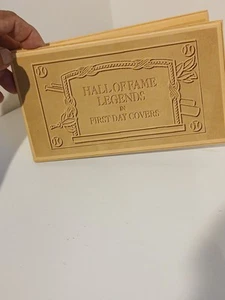 HALL OF FAME
LEGENDS
IN
FIRST DAY COVERS